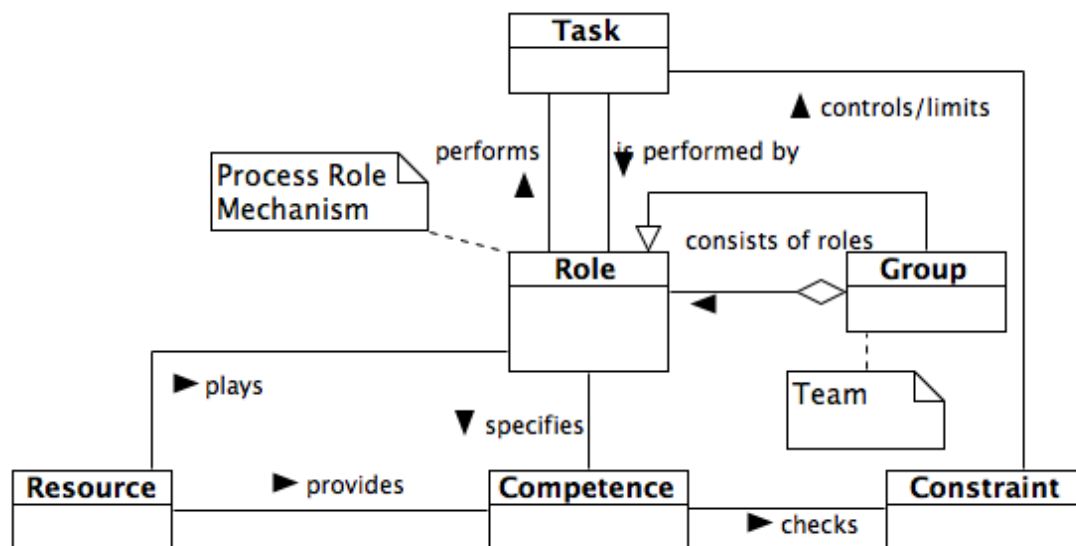 Task
▲ controls/limits
performs
▲
is performed by
▼
Process Role
Mechanism
consists of roles
◀
Role
Group
Team
▶ plays
▼ specifies
Resource
▶ provides
Competence
▶ checks
Constraint